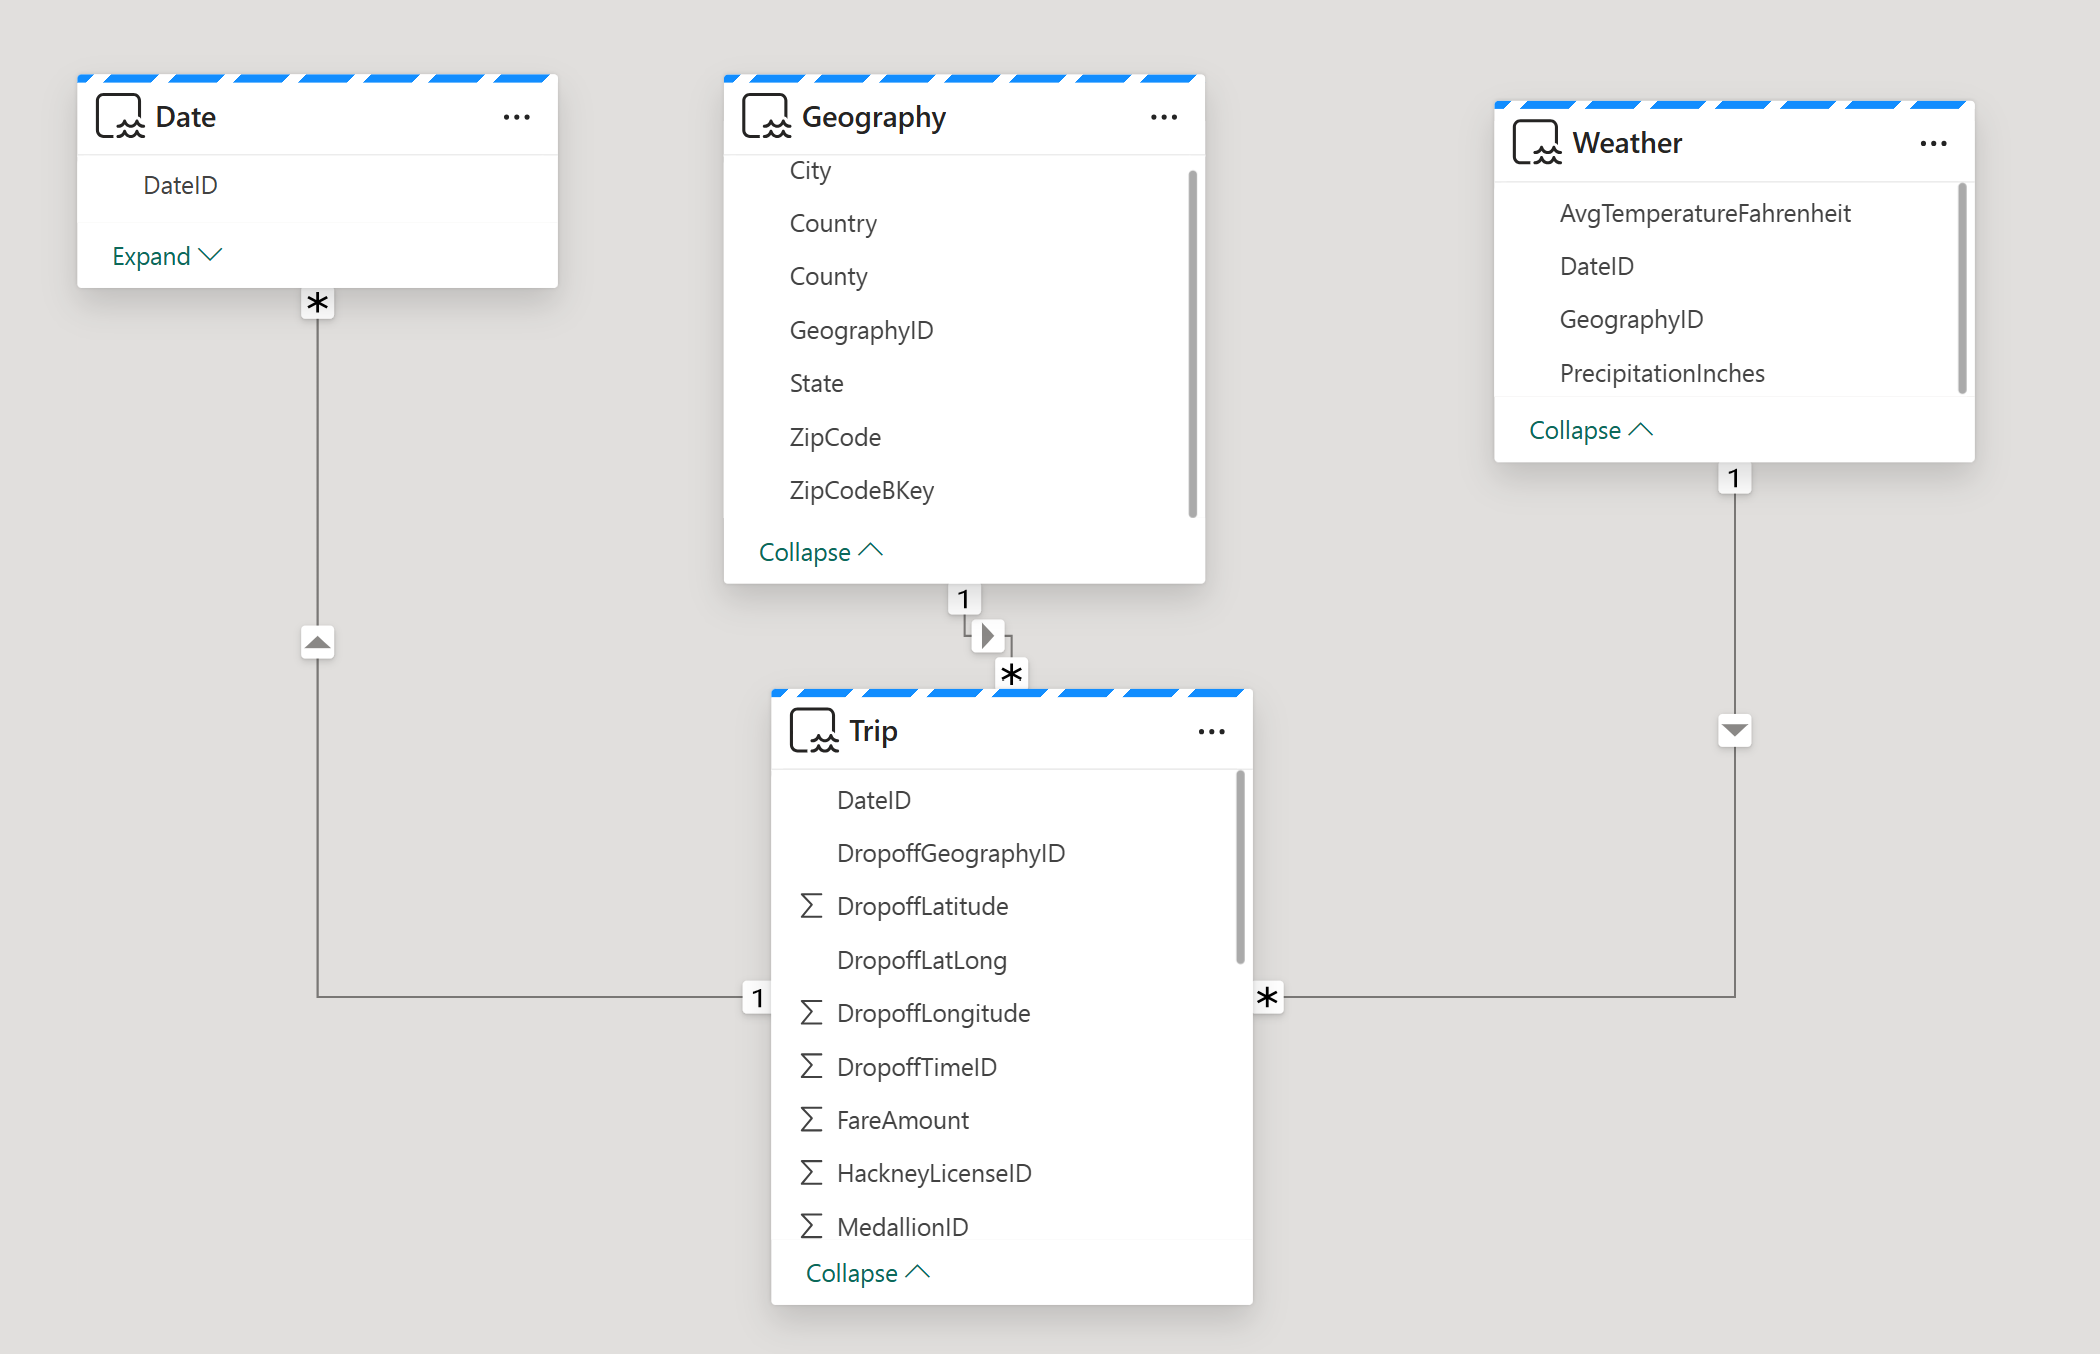 Date
DateID
Expand
*
Geography
City
Country
County
GeographyID
State
ZipCode
ZipCodeBKey
Collapse
1
*
Weather
AvgTemperatureFahrenheit
DateID
GeographyID
PrecipitationInches
Collapse
1
Trip
DateID
DropoffGeographyID
DropoffLatitude
DropoffLatLong
DropoffLongitude
DropoffTimeID
FareAmount
HackneyLicenseID
MedallionID
Collapse
1
*